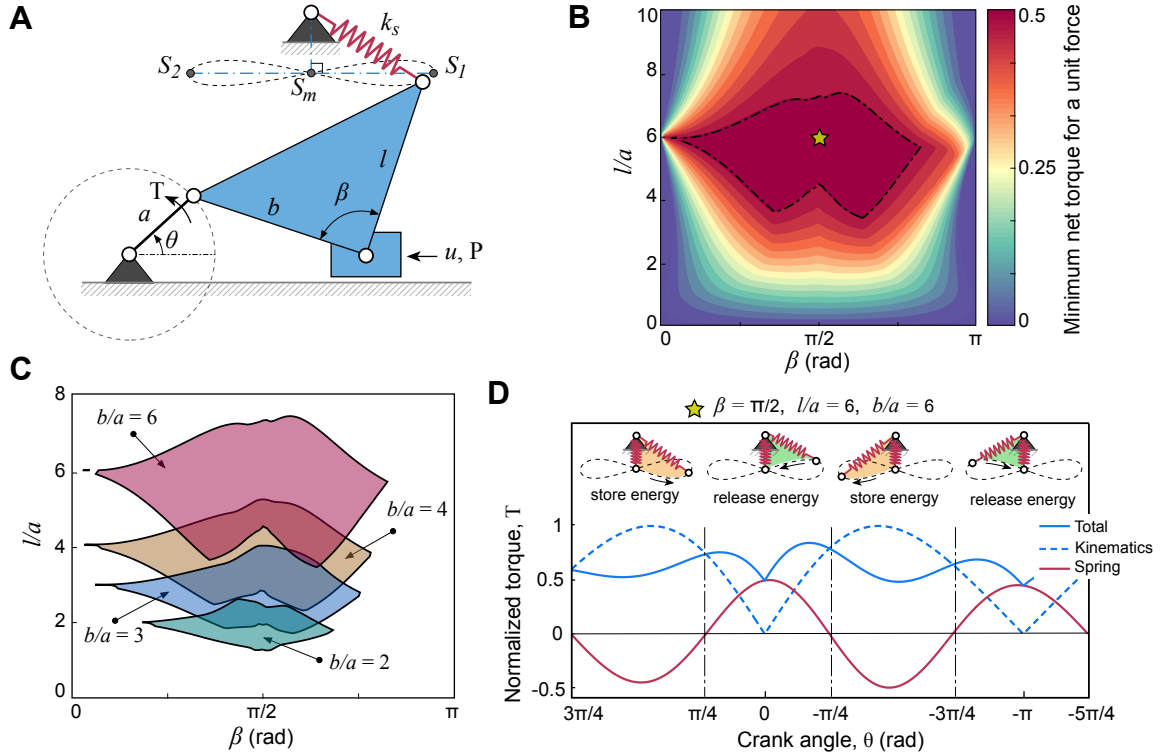 A
k_s
S_2
S_1
S_m
l
T
a
b
β
θ
u, P
B
10
8
6
4
2
0
l/a
0
π/2
π
β (rad)
0.5
0.25
0
Minimum net torque for a unit force
C
8
6
4
2
0
l/a
b/a = 6
b/a = 4
b/a = 3
b/a = 2
0
π/2
π
β (rad)
D
β = π/2, l/a = 6, b/a = 6
store energy
release energy
store energy
release energy
Total
Kinematics
Spring
1
0.5
0
-0.5
Normalized torque, T
3π/4
π/4
0
-π/4
-3π/4
-π
-5π/4
Crank angle, θ (rad)